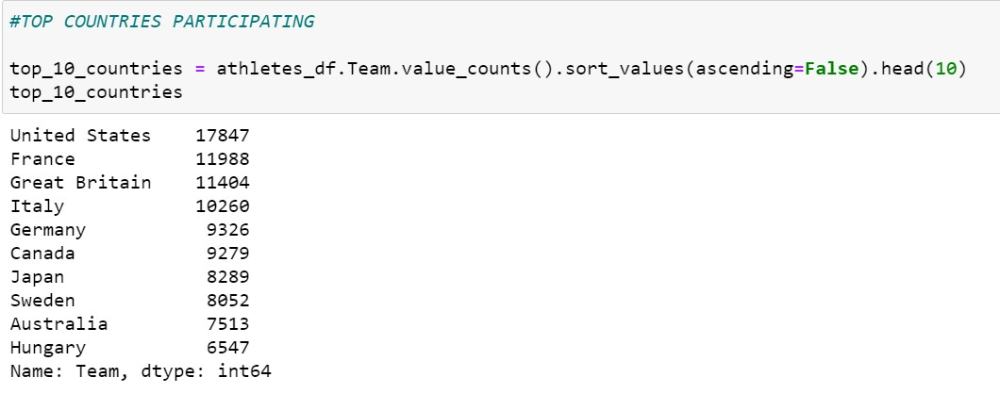 #TOP COUNTRIES PARTICIPATING
top_10_countries = athletes_df.Team.value_counts().sort_values(ascending=False).head(10)
top_10_countries
United States 17847
France 11988
Great Britain 11404
Italy 10260
Germany 9326
Canada 9279
Japan 8289
Sweden 8052
Australia 7513
Hungary 6547
Name: Team, dtype: int64